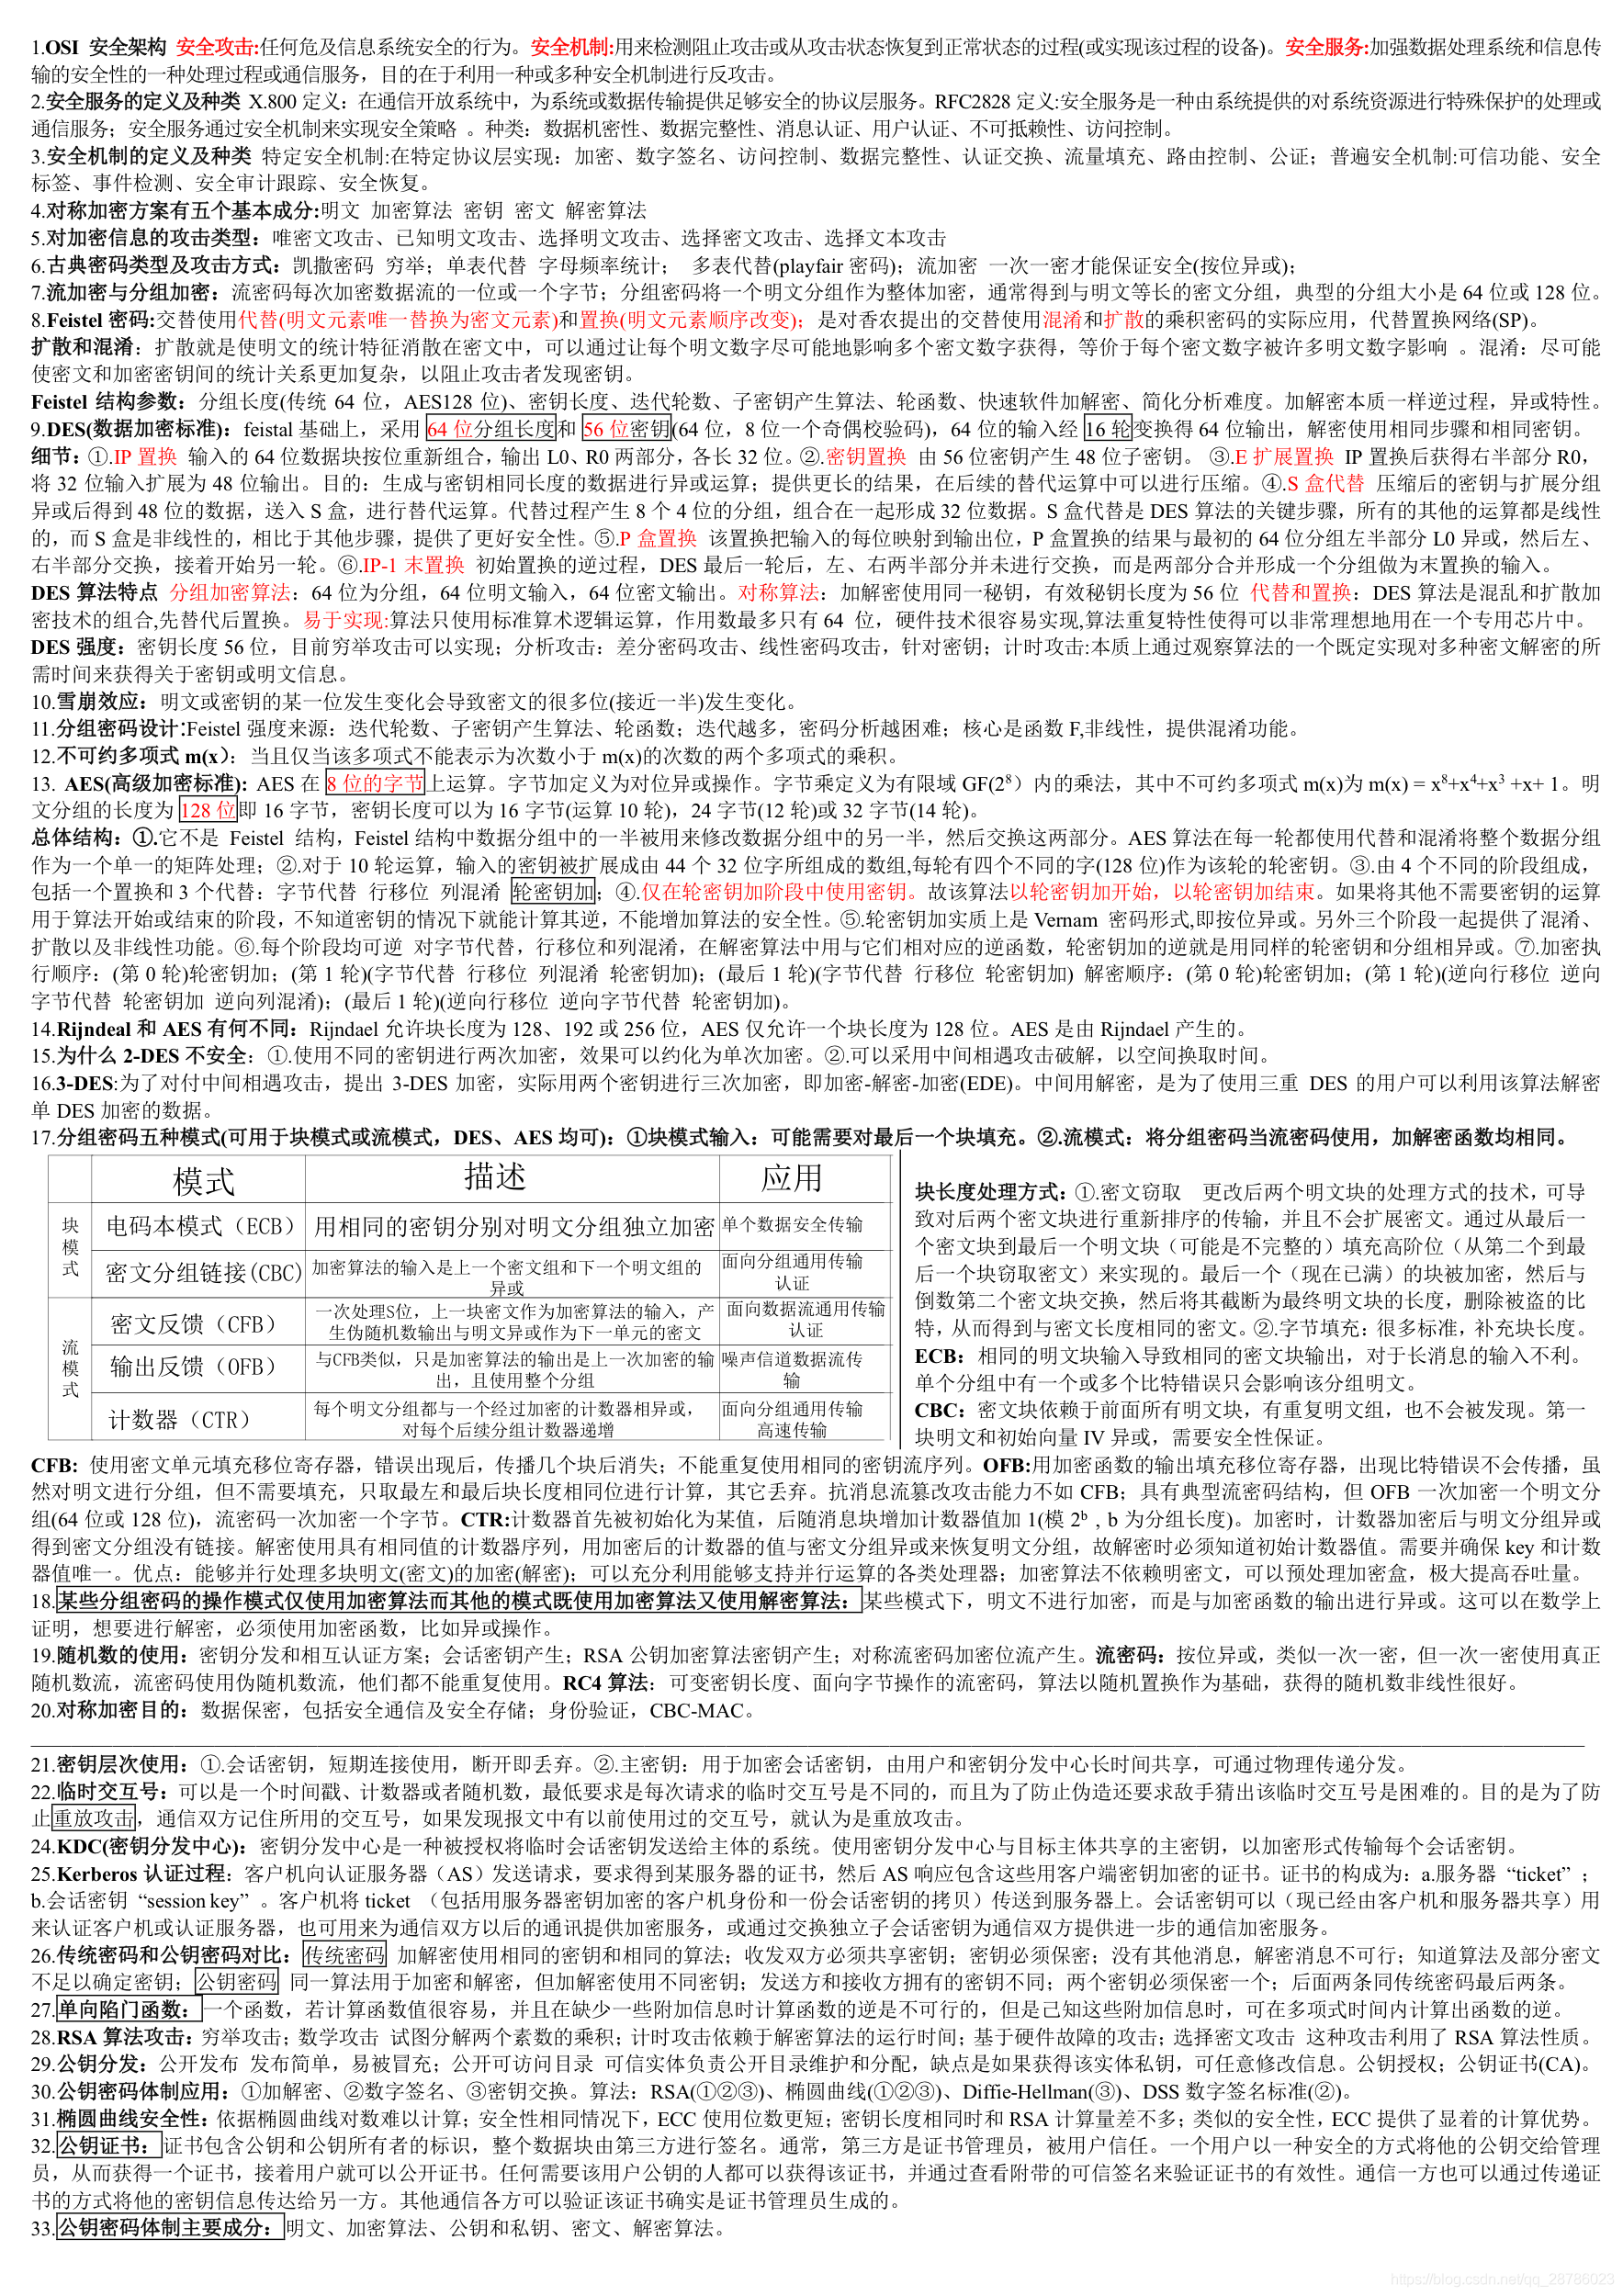 1.OSI 安全架构 安全攻击:任何危及信息系统安全的行为。安全机制:用来检测阻止攻击或从攻击状态恢复到正常状态的过程(或实现该过程的设备)。安全服务:加强数据处理系统和信息传
输的安全性的一种处理过程或通信服务，目的在于利用一种或多种安全机制进行反攻击。
2.安全服务的定义及种类 X.800 定义：在通信开放系统中，为系统或数据传输提供足够安全的协议层服务。RFC2828 定义:安全服务是一种由系统提供的对系统资源进行特殊保护的处理或
通信服务；安全服务通过安全机制来实现安全策略 。种类：数据机密性、数据完整性、消息认证、用户认证、不可抵赖性、访问控制。
3.安全机制的定义及种类 特定安全机制:在特定协议层实现：加密、数字签名、访问控制、数据完整性、认证交换、流量填充、路由控制、公证；普遍安全机制:可信功能、安全
标签、事件检测、安全审计跟踪、安全恢复。
4.对称加密方案有五个基本成分:明文 加密算法 密钥 密文 解密算法
5.对加密信息的攻击类型：唯密文攻击、已知明文攻击、选择明文攻击、选择密文攻击、选择文本攻击
6.古典密码类型及攻击方式：凯撒密码 穷举；单表代替 字母频率统计； 多表代替(playfair 密码)；流加密 一次一密才能保证安全(按位异或)；
7.流加密与分组加密：流密码每次加密数据流的一位或一个字节；分组密码将一个明文分组作为整体加密，通常得到与明文等长的密文分组，典型的分组大小是 64 位或 128 位。
8.Feistel 密码:交替使用代替(明文元素唯一替换为密文元素)和置换(明文元素顺序改变)；是对香农提出的交替使用混淆和扩散的乘积密码的实际应用，代替置换网络(SP)。
扩散和混淆：扩散就是使明文的统计特征消散在密文中，可以通过让每个明文数字尽可能地影响多个密文数字获得，等价于每个密文数字被许多明文数字影响 。混淆：尽可能
使密文和加密密钥间的统计关系更加复杂，以阻止攻击者发现密钥。
Feistel 结构参数：分组长度(传统 64 位，AES128 位)、密钥长度、迭代轮数、子密钥产生算法、轮函数、快速软件加解密、简化分析难度。加解密本质一样逆过程，异或特性。
9.DES(数据加密标准)：feistal 基础上，采用 64 位分组长度和 56 位密钥(64 位，8 位一个奇偶校验码)，64 位的输入经 16 轮变换得 64 位输出，解密使用相同步骤和相同密钥。
细节：①.IP 置换 输入的 64 位数据块按位重新组合，输出 L0、R0 两部分，各长 32 位。②.密钥置换 由 56 位密钥产生 48 位子密钥。 ③.E 扩展置换 IP 置换后获得右半部分 R0，
将 32 位输入扩展为 48 位输出。目的：生成与密钥相同长度的数据进行异或运算；提供更长的结果，在后续的替代运算中可以进行压缩。④.S 盒代替 压缩后的密钥与扩展分组
异或后得到 48 位的数据，送入 S 盒，进行替代运算。代替过程产生 8 个 4 位的分组，组合在一起形成 32 位数据。S 盒代替是 DES 算法的关键步骤，所有的其他的运算都是线性
的，而 S 盒是非线性的，相比于其他步骤，提供了更好安全性。⑤.P 盒置换 该置换把输入的每位映射到输出位，P 盒置换的结果与最初的 64 位分组左半部分 L0 异或，然后左、
右半部分交换，接着开始另一轮。⑥.IP-1 末置换 初始置换的逆过程，DES 最后一轮后，左、右两半部分并未进行交换，而是两部分合并形成一个分组做为末置换的输入。
DES 算法特点 分组加密算法：64 位为分组，64 位明文输入，64 位密文输出。对称算法：加解密使用同一秘钥，有效秘钥长度为 56 位 代替和置换：DES 算法是混乱和扩散加
密技术的组合,先替代后置换。易于实现:算法只使用标准算术逻辑运算，作用数最多只有 64 位，硬件技术很容易实现,算法重复特性使得可以非常理想地用在一个专用芯片中。
DES 强度：密钥长度 56 位，目前穷举攻击可以实现；分析攻击：差分密码攻击、线性密码攻击，针对密钥；计时攻击:本质上通过观察算法的一个既定实现对多种密文解密的所
需时间来获得关于密钥或明文信息。
10.雪崩效应：明文或密钥的某一位发生变化会导致密文的很多位(接近一半)发生变化。
11.分组密码设计:Feistel 强度来源：迭代轮数、子密钥产生算法、轮函数；迭代越多，密码分析越困难；核心是函数 F,非线性，提供混淆功能。
12.不可约多项式 m(x)：当且仅当该多项式不能表示为次数小于 m(x)的次数的两个多项式的乘积。
13. AES(高级加密标准): AES 在 8 位的字节上运算。字节加定义为对位异或操作。字节乘定义为有限域 GF(2⁸）内的乘法，其中不可约多项式 m(x)为 m(x) = x⁸+x⁴+x³ +x+ 1。明
文分组的长度为 128 位即 16 字节，密钥长度可以为 16 字节(运算 10 轮)，24 字节(12 轮)或 32 字节(14 轮)。
总体结构：①.它不是 Feistel 结构，Feistel 结构中数据分组中的一半被用来修改数据分组中的另一半，然后交换这两部分。AES 算法在每一轮都使用代替和混淆将整个数据分组
作为一个单一的矩阵处理；②.对于 10 轮运算，输入的密钥被扩展成由 44 个 32 位字所组成的数组,每轮有四个不同的字(128 位)作为该轮的轮密钥。③.由 4 个不同的阶段组成，
包括一个置换和 3 个代替：字节代替 行移位 列混淆 轮密钥加；④.仅在轮密钥加阶段中使用密钥。故该算法以轮密钥加开始，以轮密钥加结束。如果将其他不需要密钥的运算
用于算法开始或结束的阶段，不知道密钥的情况下就能计算其逆，不能增加算法的安全性。⑤.轮密钥加实质上是 Vernam 密码形式,即按位异或。另外三个阶段一起提供了混淆、
扩散以及非线性功能。⑥.每个阶段均可逆 对字节代替，行移位和列混淆，在解密算法中用与它们相对应的逆函数，轮密钥加的逆就是用同样的轮密钥和分组相异或。⑦.加密执
行顺序：(第 0 轮)轮密钥加；(第 1 轮)(字节代替 行移位 列混淆 轮密钥加)；(最后 1 轮)(字节代替 行移位 轮密钥加) 解密顺序：(第 0 轮)轮密钥加；(第 1 轮)(逆向行移位 逆向
字节代替 轮密钥加 逆向列混淆)；(最后 1 轮)(逆向行移位 逆向字节代替 轮密钥加)。
14.Rijndeal 和 AES 有何不同：Rijndael 允许块长度为 128、192 或 256 位，AES 仅允许一个块长度为 128 位。AES 是由 Rijndael 产生的。
15.为什么 2-DES 不安全：①.使用不同的密钥进行两次加密，效果可以约化为单次加密。②.可以采用中间相遇攻击破解，以空间换取时间。
16.3-DES:为了对付中间相遇攻击，提出 3-DES 加密，实际用两个密钥进行三次加密，即加密-解密-加密(EDE)。中间用解密，是为了使用三重 DES 的用户可以利用该算法解密
单 DES 加密的数据。
17.分组密码五种模式(可用于块模式或流模式，DES、AES 均可)：①块模式输入：可能需要对最后一个块填充。②.流模式：将分组密码当流密码使用，加解密函数均相同。
模式 描述 应用
块模式
电码本模式（ECB） 用相同的密钥分别对明文分组独立加密 单个数据安全传输
密文分组链接(CBC) 加密算法的输入是上一个密文组和下一个明文组的
异或
面向分组通用传输
认证
流模式
密文反馈（CFB） 一次处理S位，上一块密文作为加密算法的输入，产
生伪随机数输出与明文异或作为下一单元的密文
面向数据流通用传输
认证
输出反馈（OFB） 与CFB类似，只是加密算法的输出是上一次加密的输
出，且使用整个分组
噪声信道数据流传
输
计数器（CTR） 每个明文分组都与一个经过加密的计数器相异或，
对每个后续分组计数器递增
面向分组通用传输
高速传输
块长度处理方式：①.密文窃取 更改后两个明文块的处理方式的技术，可导
致对后两个密文块进行重新排序的传输，并且不会扩展密文。通过从最后一
个密文块到最后一个明文块（可能是不完整的）填充高阶位（从第二个到最
后一个块窃取密文）来实现的。最后一个（现在已满）的块被加密，然后与
倒数第二个密文块交换，然后将其截断为最终明文块的长度，删除被盗的比
特，从而得到与密文长度相同的密文。②.字节填充：很多标准，补充块长度。
ECB：相同的明文块输入导致相同的密文块输出，对于长消息的输入不利。
单个分组中有一个或多个比特错误只会影响该分组明文。
CBC：密文块依赖于前面所有明文块，有重复明文组，也不会被发现。第一
块明文和初始向量 IV 异或，需要安全性保证。
CFB: 使用密文单元填充移位寄存器，错误出现后，传播几个块后消失；不能重复使用相同的密钥流序列。OFB:用加密函数的输出填充移位寄存器，出现比特错误不会传播，虽
然对明文进行分组，但不需要填充，只取最左和最后块长度相同位进行计算，其它丢弃。抗消息流篡改攻击能力不如 CFB；具有典型流密码结构，但 OFB 一次加密一个明文分
组(64 位或 128 位)，流密码一次加密一个字节。CTR:计数器首先被初始化为某值，后随消息块增加计数器值加 1(模 2ᵇ , b 为分组长度)。加密时，计数器加密后与明文分组异或
得到密文分组没有链接。解密使用具有相同值的计数器序列，用加密后的计数器的值与密文分组异或来恢复明文分组，故解密时必须知道初始计数器值。需要并确保 key 和计数
器值唯一。优点：能够并行处理多块明文(密文)的加密(解密)；可以充分利用能够支持并行运算的各类处理器；加密算法不依赖明密文，可以预处理加密盒，极大提高吞吐量。
18.某些分组密码的操作模式仅使用加密算法而其他的模式既使用加密算法又使用解密算法：某些模式下，明文不进行加密，而是与加密函数的输出进行异或。这可以在数学上
证明，想要进行解密，必须使用加密函数，比如异或操作。
19.随机数的使用：密钥分发和相互认证方案；会话密钥产生；RSA 公钥加密算法密钥产生；对称流密码加密位流产生。流密码：按位异或，类似一次一密，但一次一密使用真正
随机数流，流密码使用伪随机数流，他们都不能重复使用。RC4 算法：可变密钥长度、面向字节操作的流密码，算法以随机置换作为基础，获得的随机数非线性很好。
20.对称加密目的：数据保密，包括安全通信及安全存储；身份验证，CBC-MAC。
21.密钥层次使用：①.会话密钥，短期连接使用，断开即丢弃。②.主密钥：用于加密会话密钥，由用户和密钥分发中心长时间共享，可通过物理传递分发。
22.临时交互号：可以是一个时间戳、计数器或者随机数，最低要求是每次请求的临时交互号是不同的，而且为了防止伪造还要求敌手猜出该临时交互号是困难的。目的是为了防
止重放攻击，通信双方记住所用的交互号，如果发现报文中有以前使用过的交互号，就认为是重放攻击。
24.KDC(密钥分发中心)：密钥分发中心是一种被授权将临时会话密钥发送给主体的系统。使用密钥分发中心与目标主体共享的主密钥，以加密形式传输每个会话密钥。
25.Kerberos 认证过程：客户机向认证服务器（AS）发送请求，要求得到某服务器的证书，然后 AS 响应包含这些用客户端密钥加密的证书。证书的构成为：a.服务器 “ticket” ；
b.会话密钥 “session key” 。客户机将 ticket （包括用服务器密钥加密的客户机身份和一份会话密钥的拷贝）传送到服务器上。会话密钥可以（现已经由客户机和服务器共享）用
来认证客户机或认证服务器，也可用来为通信双方以后的通讯提供加密服务，或通过交换独立子会话密钥为通信双方提供进一步的通信加密服务。
26.传统密码和公钥密码对比：传统密码 加解密使用相同的密钥和相同的算法；收发双方必须共享密钥；密钥必须保密；没有其他消息，解密消息不可行；知道算法及部分密文
不足以确定密钥；公钥密码 同一算法用于加密和解密，但加解密使用不同密钥；发送方和接收方拥有的密钥不同；两个密钥必须保密一个；后面两条同传统密码最后两条。
27.单向陷门函数：一个函数，若计算函数值很容易，并且在缺少一些附加信息时计算函数的逆是不可行的，但是已知这些附加信息时，可在多项式时间内计算出函数的逆。
28.RSA 算法攻击：穷举攻击；数学攻击 试图分解两个素数的乘积；计时攻击依赖于解密算法的运行时间；基于硬件故障的攻击；选择密文攻击 这种攻击利用了 RSA 算法性质。
29.公钥分发：公开发布 发布简单，易被冒充；公开可访问目录 可信实体负责公开目录维护和分配，缺点是如果获得该实体私钥，可任意修改信息。公钥授权；公钥证书(CA)。
30.公钥密码体制应用：①加解密、②数字签名、③密钥交换。算法：RSA(①②③)、椭圆曲线(①②③)、Diffie-Hellman(③)、DSS 数字签名标准(②)。
31.椭圆曲线安全性：依据椭圆曲线对数难以计算；安全性相同情况下，ECC 使用位数更短；密钥长度相同时和 RSA 计算量差不多；类似的安全性，ECC 提供了显着的计算优势。
32.公钥证书：证书包含公钥和公钥所有者的标识，整个数据块由第三方进行签名。通常，第三方是证书管理员，被用户信任。一个用户以一种安全的方式将他的公钥交给管理
员，从而获得一个证书，接着用户就可以公开证书。任何需要该用户公钥的人都可以获得该证书，并通过查看附带的可信签名来验证证书的有效性。通信一方也可以通过传递证
书的方式将他的密钥信息传达给另一方。其他通信各方可以验证该证书确实是证书管理员生成的。
33.公钥密码体制主要成分：明文、加密算法、公钥和私钥、密文、解密算法。
https://blog.csdn.net/qq_28786023